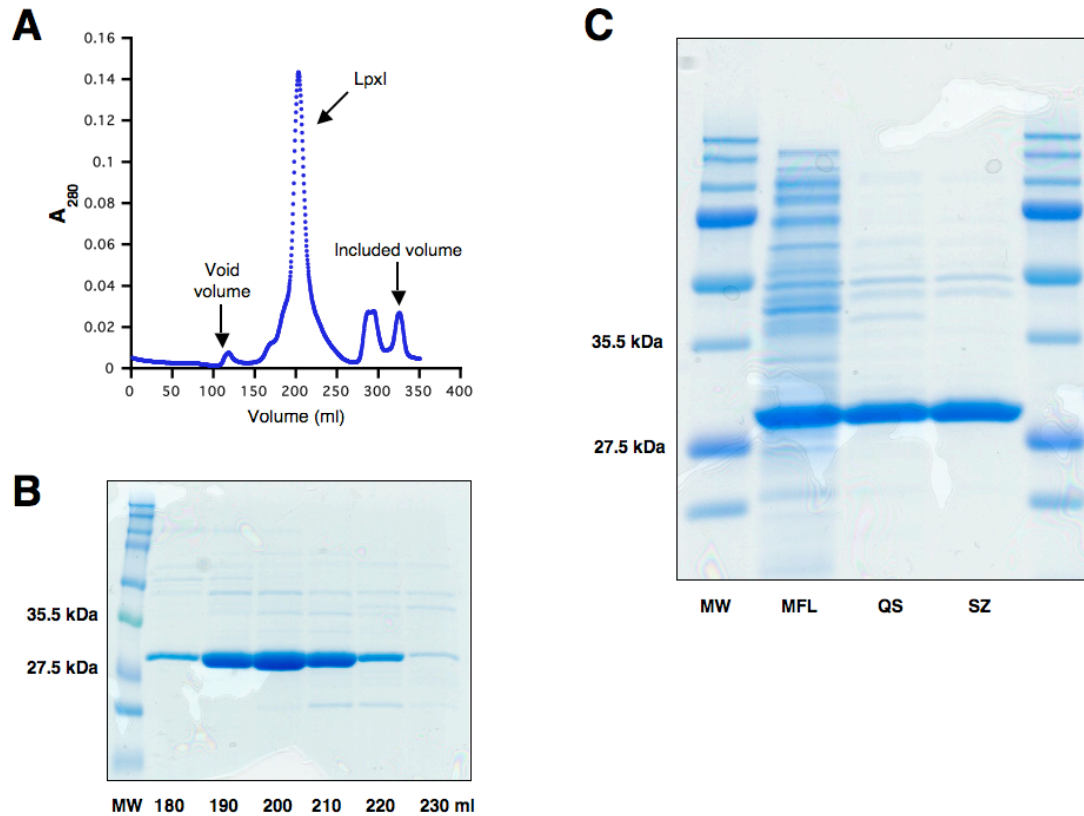 A
0.16
0.14
0.12
0.1
0.08
0.06
0.04
0.02
0
A280
LpxI
Void
volume
Included volume
0 50 100 150 200 250 300 350 400
Volume (ml)
B
35.5 kDa
27.5 kDa
MW 180 190 200 210 220 230 ml
C
35.5 kDa
27.5 kDa
MW MFL QS SZ